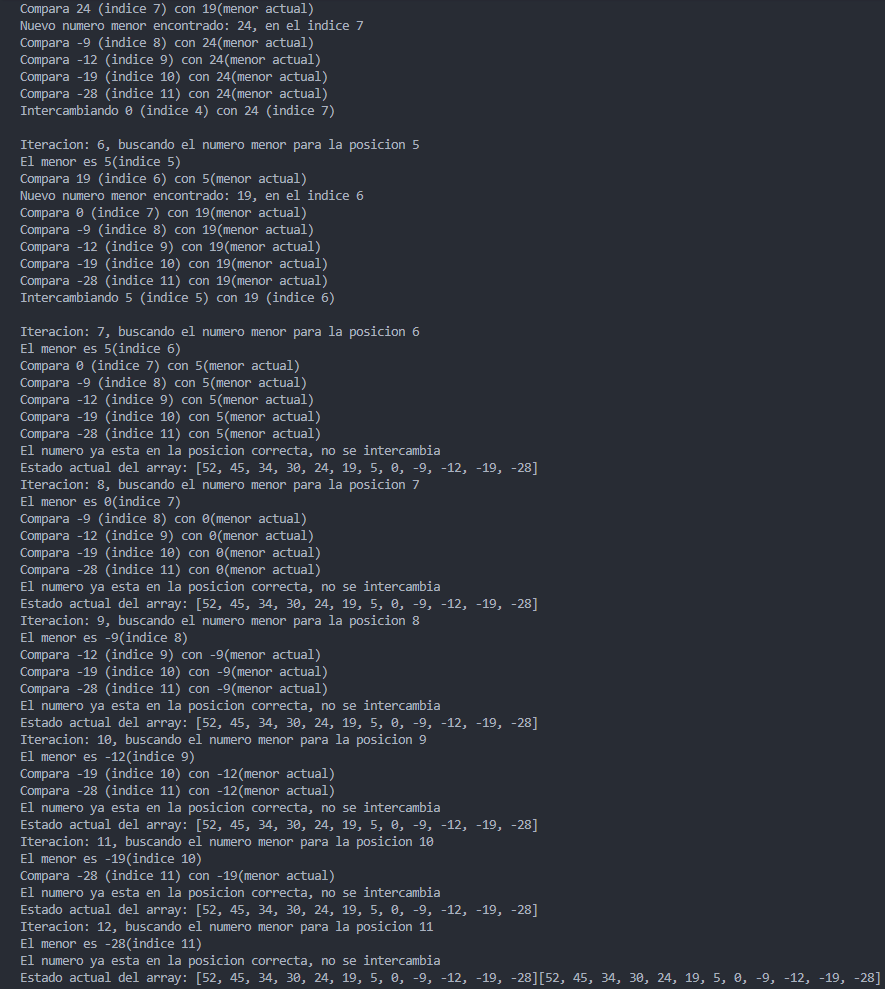 Compara 24 (indice 7) con 19(menor actual)
Nuevo numero menor encontrado: 24, en el indice 7
Compara -9 (indice 8) con 24(menor actual)
Compara -12 (indice 9) con 24(menor actual)
Compara -19 (indice 10) con 24(menor actual)
Compara -28 (indice 11) con 24(menor actual)
Intercambiando 0 (indice 4) con 24 (indice 7)

Iteracion: 6, buscando el numero menor para la posicion 5
El menor es 5(indice 5)
Compara 19 (indice 6) con 5(menor actual)
Nuevo numero menor encontrado: 19, en el indice 6
Compara 0 (indice 7) con 19(menor actual)
Compara -9 (indice 8) con 19(menor actual)
Compara -12 (indice 9) con 19(menor actual)
Compara -19 (indice 10) con 19(menor actual)
Compara -28 (indice 11) con 19(menor actual)
Intercambiando 5 (indice 5) con 19 (indice 6)

Iteracion: 7, buscando el numero menor para la posicion 6
El menor es 5(indice 6)
Compara 0 (indice 7) con 5(menor actual)
Compara -9 (indice 8) con 5(menor actual)
Compara -12 (indice 9) con 5(menor actual)
Compara -19 (indice 10) con 5(menor actual)
Compara -28 (indice 11) con 5(menor actual)
El numero ya esta en la posicion correcta, no se intercambia
Estado actual del array: [52, 45, 34, 30, 24, 19, 5, 0, -9, -12, -19, -28]
Iteracion: 8, buscando el numero menor para la posicion 7
El menor es 0(indice 7)
Compara -9 (indice 8) con 0(menor actual)
Compara -12 (indice 9) con 0(menor actual)
Compara -19 (indice 10) con 0(menor actual)
Compara -28 (indice 11) con 0(menor actual)
El numero ya esta en la posicion correcta, no se intercambia
Estado actual del array: [52, 45, 34, 30, 24, 19, 5, 0, -9, -12, -19, -28]
Iteracion: 9, buscando el numero menor para la posicion 8
El menor es -9(indice 8)
Compara -12 (indice 9) con -9(menor actual)
Compara -19 (indice 10) con -9(menor actual)
Compara -28 (indice 11) con -9(menor actual)
El numero ya esta en la posicion correcta, no se intercambia
Estado actual del array: [52, 45, 34, 30, 24, 19, 5, 0, -9, -12, -19, -28]
Iteracion: 10, buscando el numero menor para la posicion 9
El menor es -12(indice 9)
Compara -19 (indice 10) con -12(menor actual)
Compara -28 (indice 11) con -12(menor actual)
El numero ya esta en la posicion correcta, no se intercambia
Estado actual del array: [52, 45, 34, 30, 24, 19, 5, 0, -9, -12, -19, -28]
Iteracion: 11, buscando el numero menor para la posicion 10
El menor es -19(indice 10)
Compara -28 (indice 11) con -19(menor actual)
El numero ya esta en la posicion correcta, no se intercambia
Estado actual del array: [52, 45, 34, 30, 24, 19, 5, 0, -9, -12, -19, -28]
Iteracion: 12, buscando el numero menor para la posicion 11
El menor es -28(indice 11)
El numero ya esta en la posicion correcta, no se intercambia
Estado actual del array: [52, 45, 34, 30, 24, 19, 5, 0, -9, -12, -19, -28][52, 45, 34, 30, 24, 19, 5, 0, -9, -12, -19, -28]